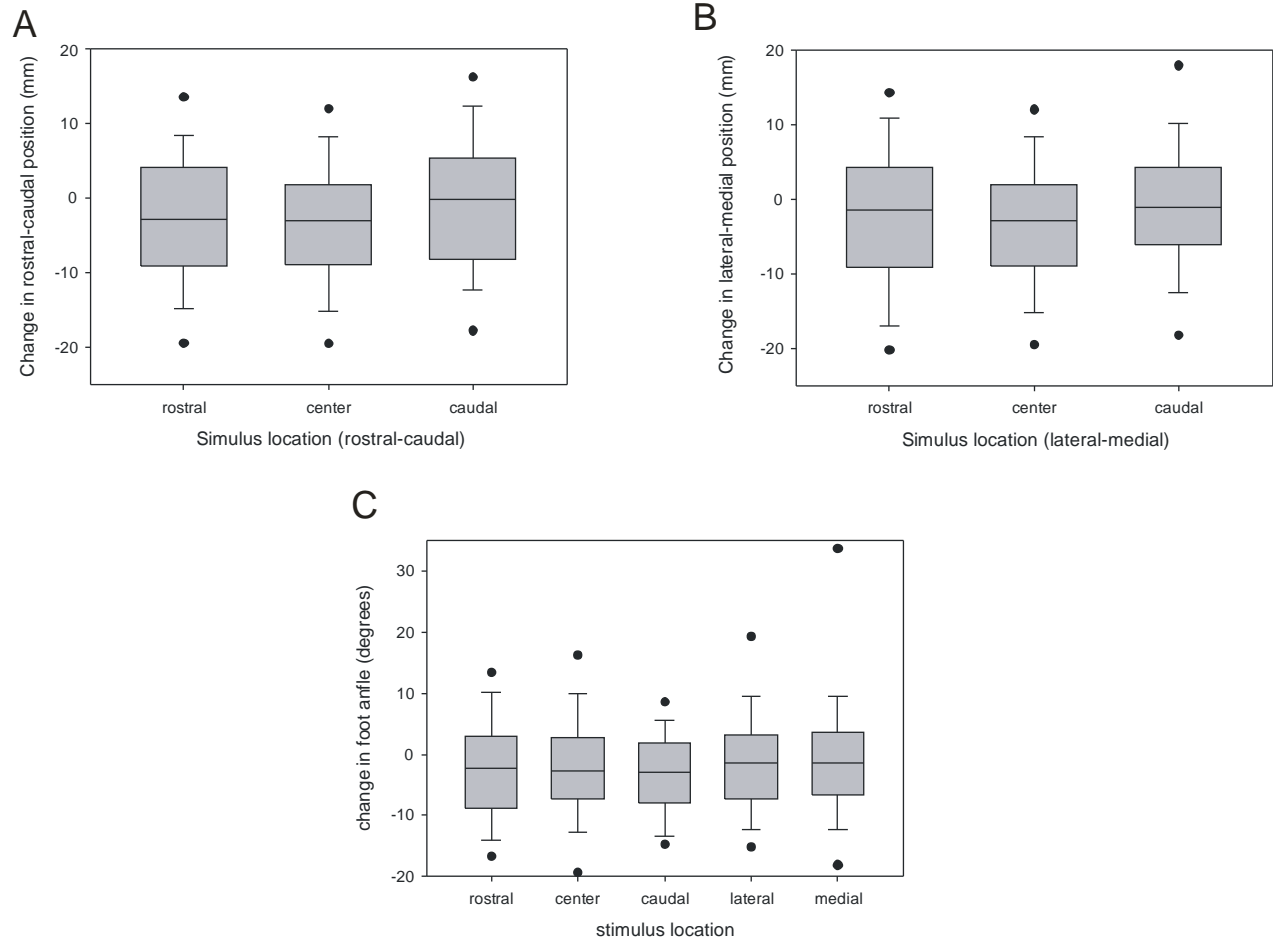 A
Change in rostral-caudal position (mm)
20
10
0
-10
-20
rostral center caudal
Simulus location (rostral-caudal)
B
Change in lateral-medial position (mm)
20
10
0
-10
-20
rostral center caudal
Simulus location (lateral-medial)
C
change in foot anfle (degrees)
30
20
10
0
-10
-20
rostral center caudal lateral medial
stimulus location